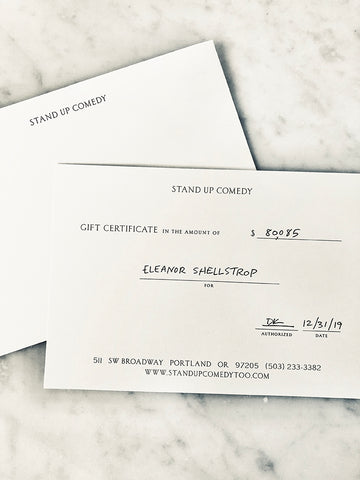 STAND UP COMEDY
STAND UP COMEDY
GIFT CERTIFICATE IN THE AMOUNT OF $ 80,085
ELEANOR SHELLSTROP
FOR
DK 12/31/19
AUTHORIZED DATE
511 SW BROADWAY PORTLAND OR 97205 (503) 233-3382
WWW.STANDUPCOMEDYTOO.COM